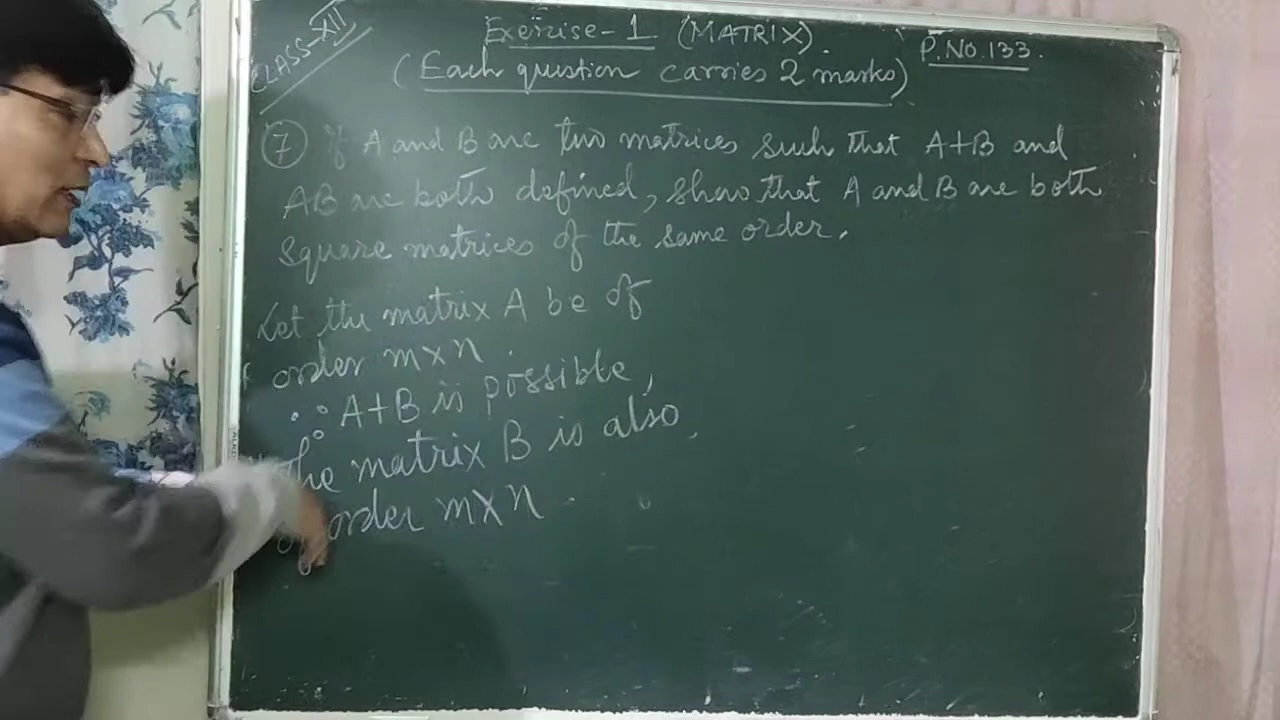 CLASS-XII
Exercise-1 (MATRIX).
P.No.133.
(Each question carries 2 marks)
7 If A and B are two matrices such that A+B and
AB are both defined, show that A and B are both
square matrices of the same order.
Let the matrix A be of
order m×n.
∵ A+B is possible,
the matrix B is also
order m×n.